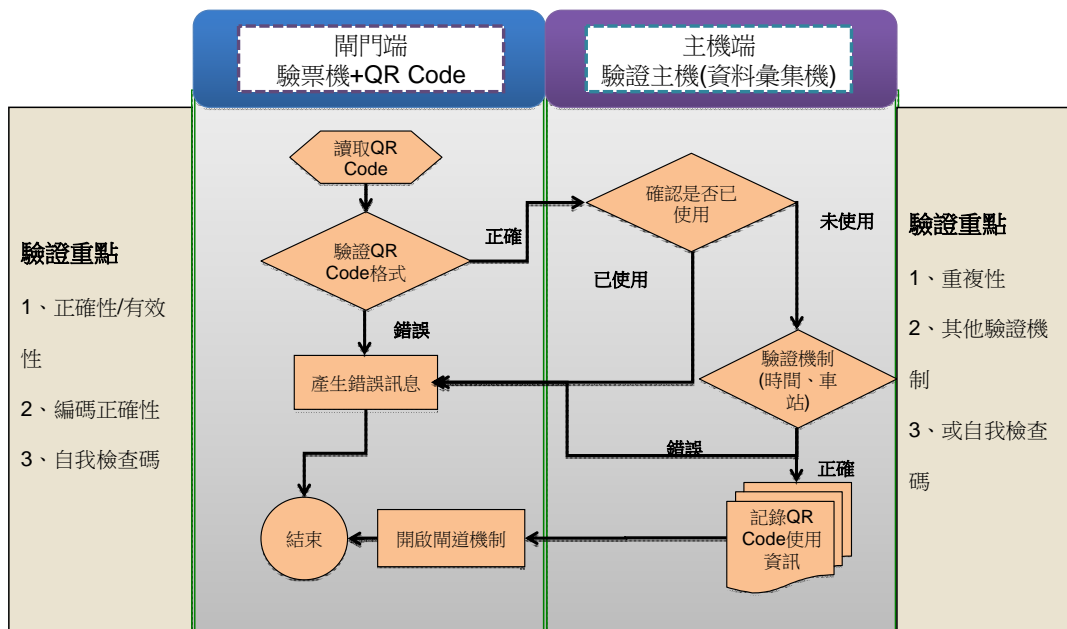 閘門端
驗票機+QR Code
主機端
驗證主機(資料彙集機)
驗證重點
1、正確性/有效
性
2、編碼正確性
3、自我檢查碼
讀取QR
Code
驗證QR
Code格式
正確
錯誤
產生錯誤訊息
結束
開啟閘道機制
確認是否已
使用
未使用
已使用
驗證機制
(時間、車
站)
錯誤
正確
記錄QR
Code使用
資訊
驗證重點
1、重複性
2、其他驗證機
制
3、或自我檢查
碼